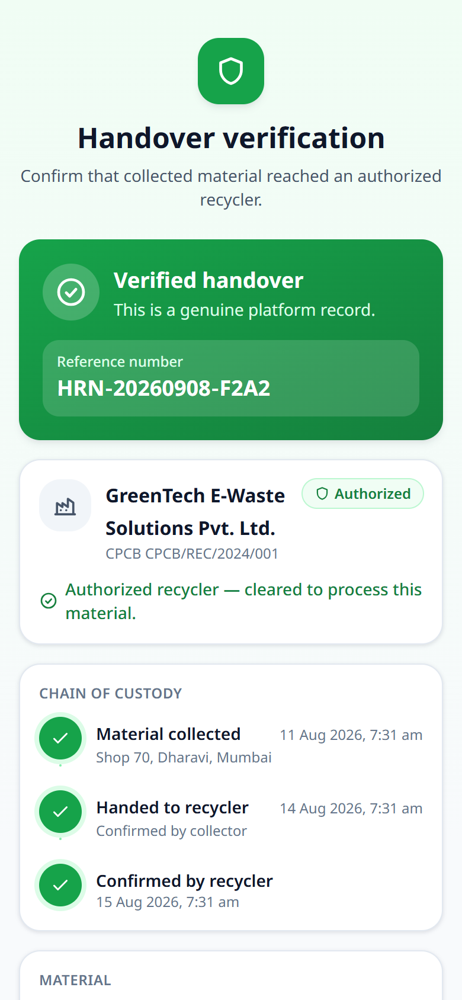 Handover verification
Confirm that collected material reached an authorized
recycler.
Verified handover
This is a genuine platform record.
Reference number
HRN-20260908-F2A2
GreenTech E-Waste
Solutions Pvt. Ltd.
Authorized
CPCB CPCB/REC/2024/001
Authorized recycler — cleared to process this
material.
CHAIN OF CUSTODY
Material collected
11 Aug 2026, 7:31 am
Shop 70, Dharavi, Mumbai
Handed to recycler
14 Aug 2026, 7:31 am
Confirmed by collector
Confirmed by recycler
15 Aug 2026, 7:31 am
MATERIAL